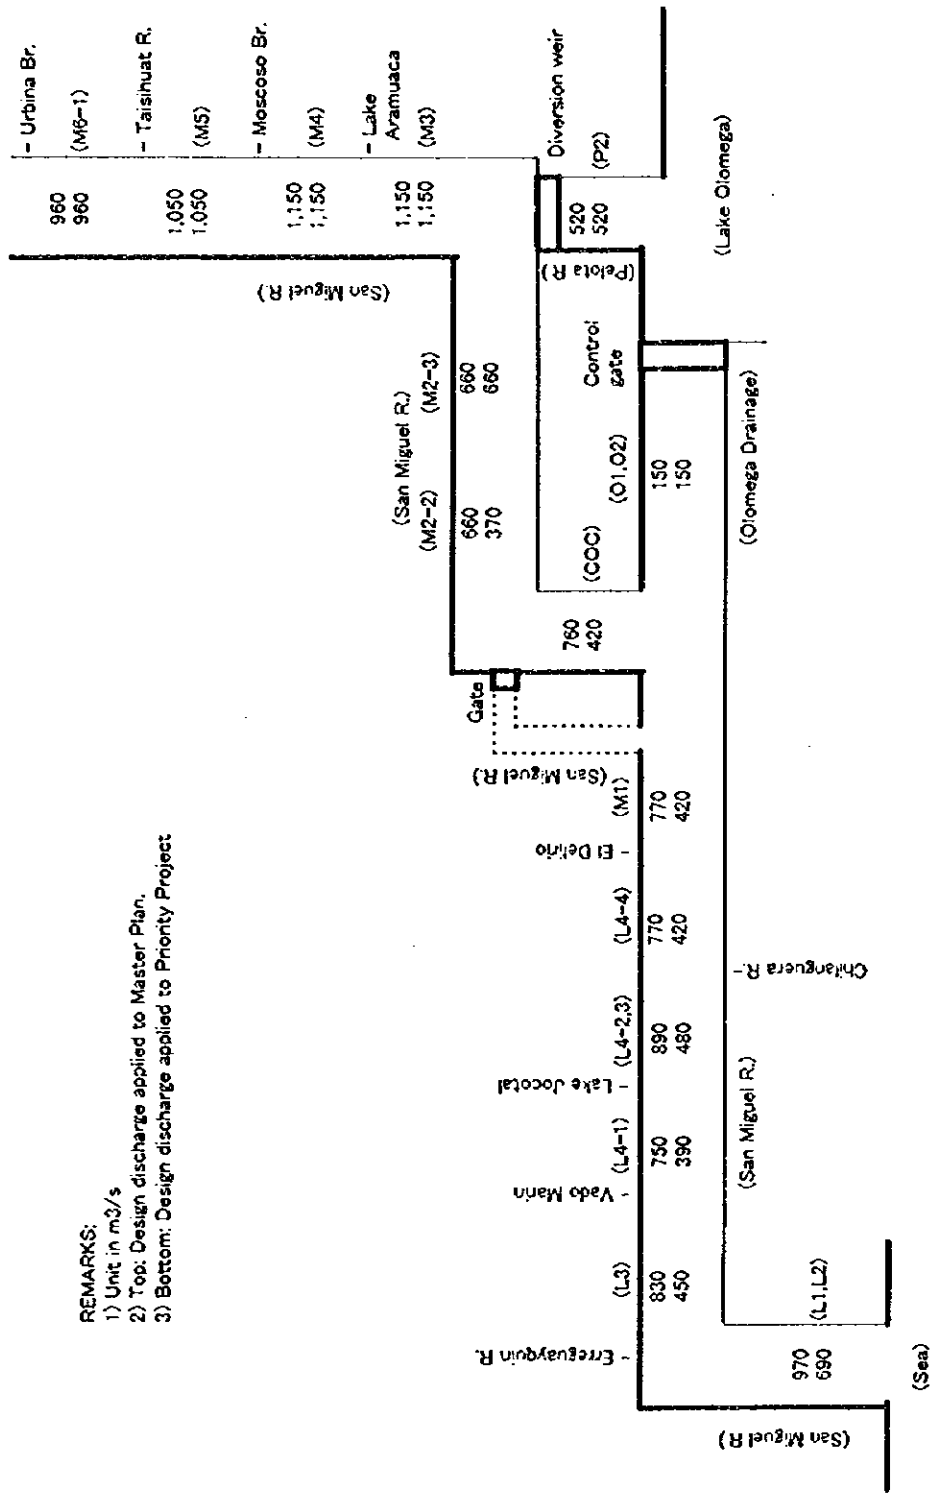 REMARKS:
1) Unit in m3/s
2) Top: Design discharge applied to Master Plan.
3) Bottom: Design discharge applied to Priority Project
- Urbina Br.
960
960
(M6-1)
- Taisihuat R.
1,050
1,050
(M5)
- Moscoso Br.
1,150
1,150
(M4)
- Lake
Aramuaca
1,150
1,150
(M3)
(San Miguel R.)
(San Miguel R.)
(M2-2)
(M2-3)
660
370
660
660
Diversion weir
(P2)
520
520
(Pelota R)
Control
gate
(COC)
(O1,O2)
760
420
150
150
Gate
(San Miguel R.)
(Lake Olomega)
(Olomega Drainage)
- Erreguayquin R.
- Vado Marin
- Lake Jocotal
- El Delirio
(L3)
(L4-1)
(L4-2,3)
(L4-4)
(M1)
830
450
750
390
890
480
770
420
770
420
Chilanguera R.-
(San Miguel R.)
(San Miguel R)
970
690
(L1,L2)
(Sea)